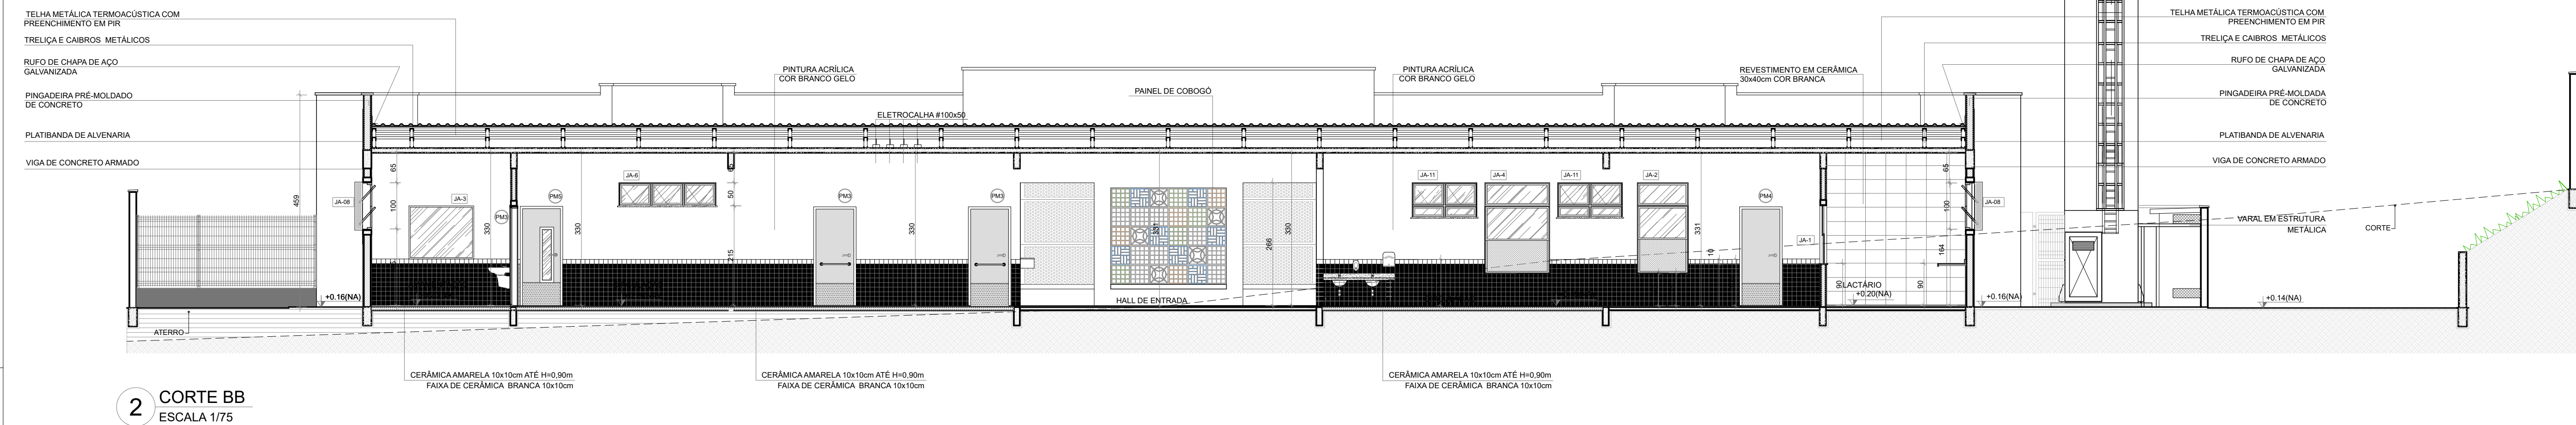 TELHA METÁLICA TERMOACÚSTICA COM
PREENCHIMENTO EM PIR
TRELIÇA E CAIBROS METÁLICOS
RUFO DE CHAPA DE AÇO
GALVANIZADA
PINGADEIRA PRÉ-MOLDADO
DE CONCRETO
PLATIBANDA DE ALVENARIA
VIGA DE CONCRETO ARMADO
PINTURA ACRÍLICA
COR BRANCO GELO
ELETROCALHA #100x50
PAINEL DE COBOGÓ
PINTURA ACRÍLICA
COR BRANCO GELO
REVESTIMENTO EM CERÂMICA
30x40cm COR BRANCA
TELHA METÁLICA TERMOACÚSTICA COM
PREENCHIMENTO EM PIR
TRELIÇA E CAIBROS METÁLICOS
RUFO DE CHAPA DE AÇO
GALVANIZADA
PINGADEIRA PRÉ-MOLDADA
DE CONCRETO
PLATIBANDA DE ALVENARIA
VIGA DE CONCRETO ARMADO
459
JA-08
65
100
JA-3
330
PM3
PM5
330
JA-6
50
215
PM3
330
PM3
331
266
330
JA-11
JA-4
JA-11
JA-2
331
10
PM4
JA-1
65
100
164
90
90
JA-08
+0.16(NA)
ATERRO
HALL DE ENTRADA
LACTÁRIO
+0.20(NA)
+0.16(NA)
VARAL EM ESTRUTURA
METÁLICA
CORTE
+0.14(NA)
CERÂMICA AMARELA 10x10cm ATÉ H=0,90m
FAIXA DE CERÂMICA BRANCA 10x10cm
CERÂMICA AMARELA 10x10cm ATÉ H=0,90m
FAIXA DE CERÂMICA BRANCA 10x10cm
CERÂMICA AMARELA 10x10cm ATÉ H=0,90m
FAIXA DE CERÂMICA BRANCA 10x10cm
2
CORTE BB
ESCALA 1/75